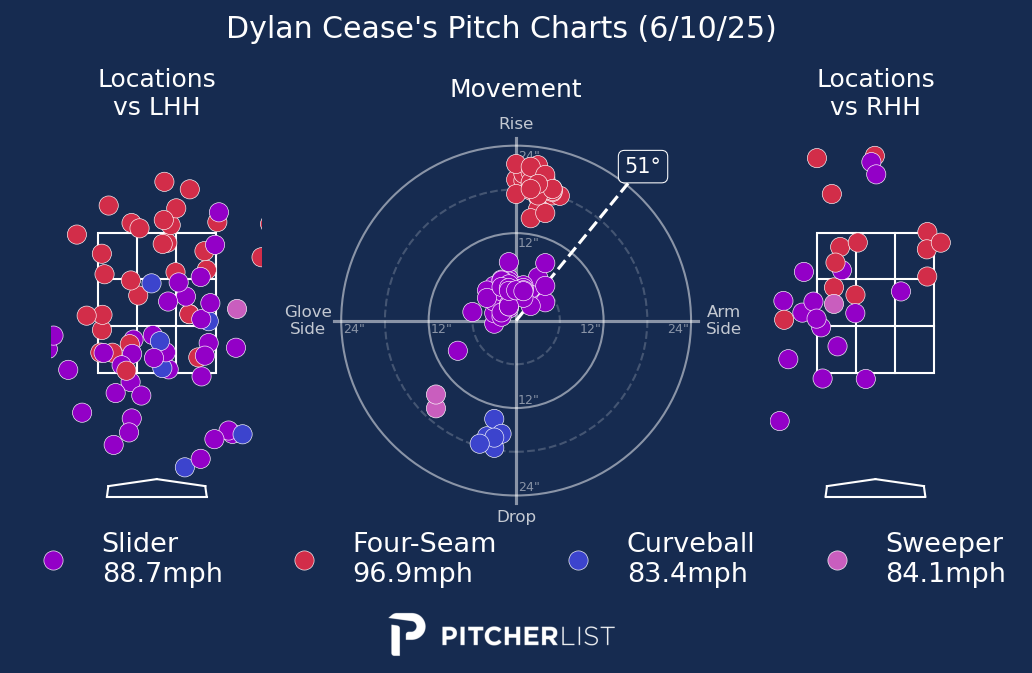 Dylan Cease's Pitch Charts (6/10/25)
Locations
vs LHH
Movement
Locations
vs RHH
Rise
24"
51°
12"
Glove
Side
24"
12"
12"
24"
Arm
Side
12"
24"
Drop
Slider
88.7mph
Four-Seam
96.9mph
Curveball
83.4mph
Sweeper
84.1mph
PITCHERLIST